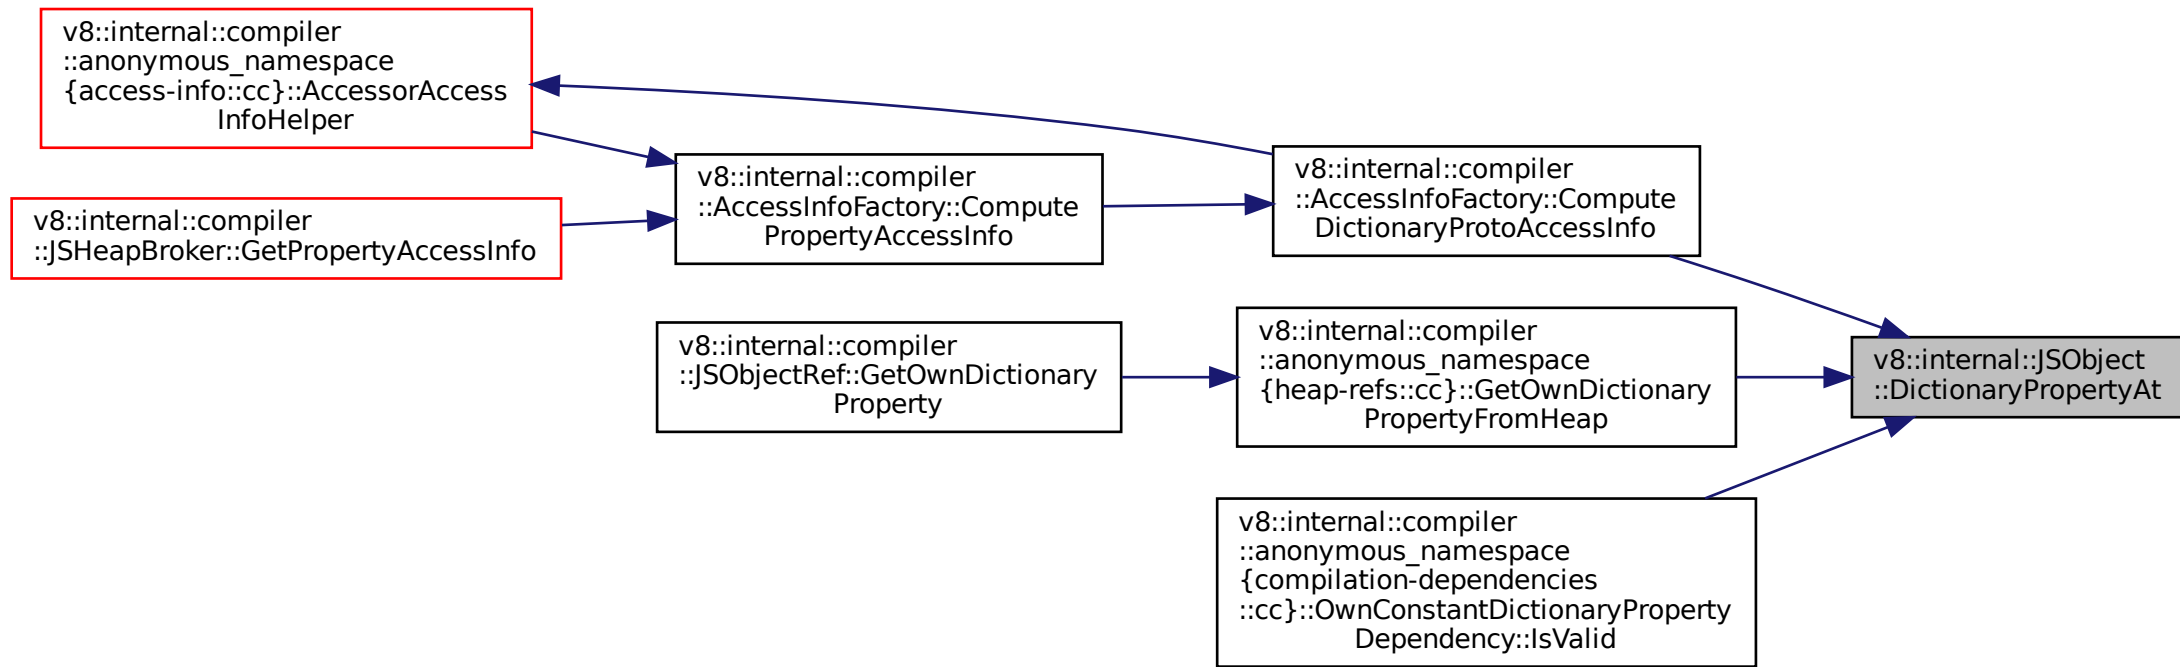 v8::internal::compiler
::anonymous_namespace
{access-info::cc}::AccessorAccess
InfoHelper
v8::internal::compiler
::JSHeapBroker::GetPropertyAccessInfo
v8::internal::compiler
::AccessInfoFactory::Compute
PropertyAccessInfo
v8::internal::compiler
::JSObjectRef::GetOwnDictionary
Property
v8::internal::compiler
::AccessInfoFactory::Compute
DictionaryProtoAccessInfo
v8::internal::compiler
::anonymous_namespace
{heap-refs::cc}::GetOwnDictionary
PropertyFromHeap
v8::internal::compiler
::anonymous_namespace
{compilation-dependencies
::cc}::OwnConstantDictionaryProperty
Dependency::IsValid
v8::internal::JSObject
::DictionaryPropertyAt